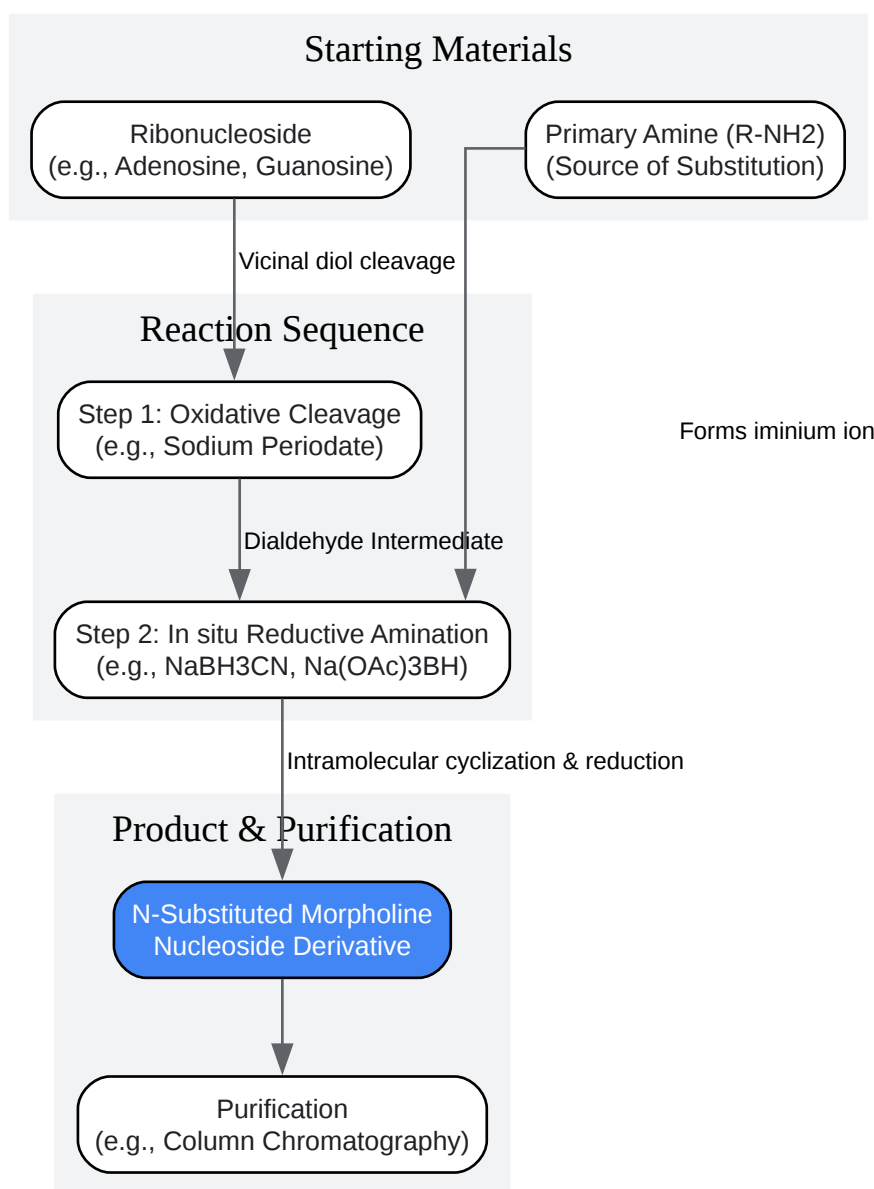 Starting Materials
Ribonucleoside
(e.g., Adenosine, Guanosine)
Primary Amine (R-NH2)
(Source of Substitution)
Vicinal diol cleavage
Reaction Sequence
Step 1: Oxidative Cleavage
(e.g., Sodium Periodate)
Forms iminium ion
Dialdehyde Intermediate
Step 2: In situ Reductive Amination
(e.g., NaBH3CN, Na(OAc)3BH)
Intramolecular cyclization & reduction
Product & Purification
N-Substituted Morpholine
Nucleoside Derivative
Purification
(e.g., Column Chromatography)